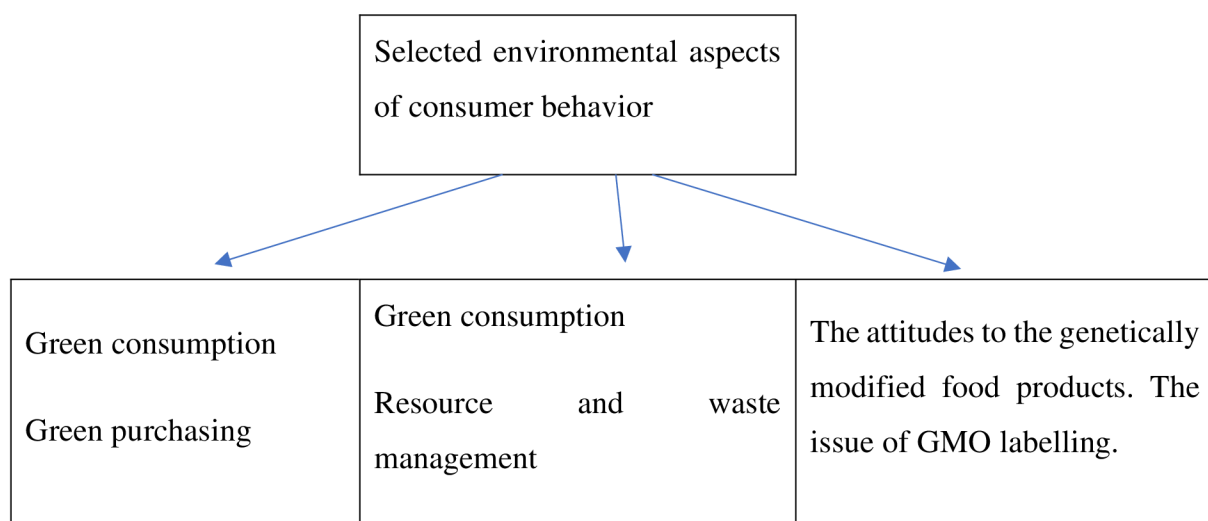 Selected environmental aspects
of consumer behavior
Green consumption
Green purchasing
Green consumption
Resource and waste
management
The attitudes to the genetically
modified food products. The
issue of GMO labelling.